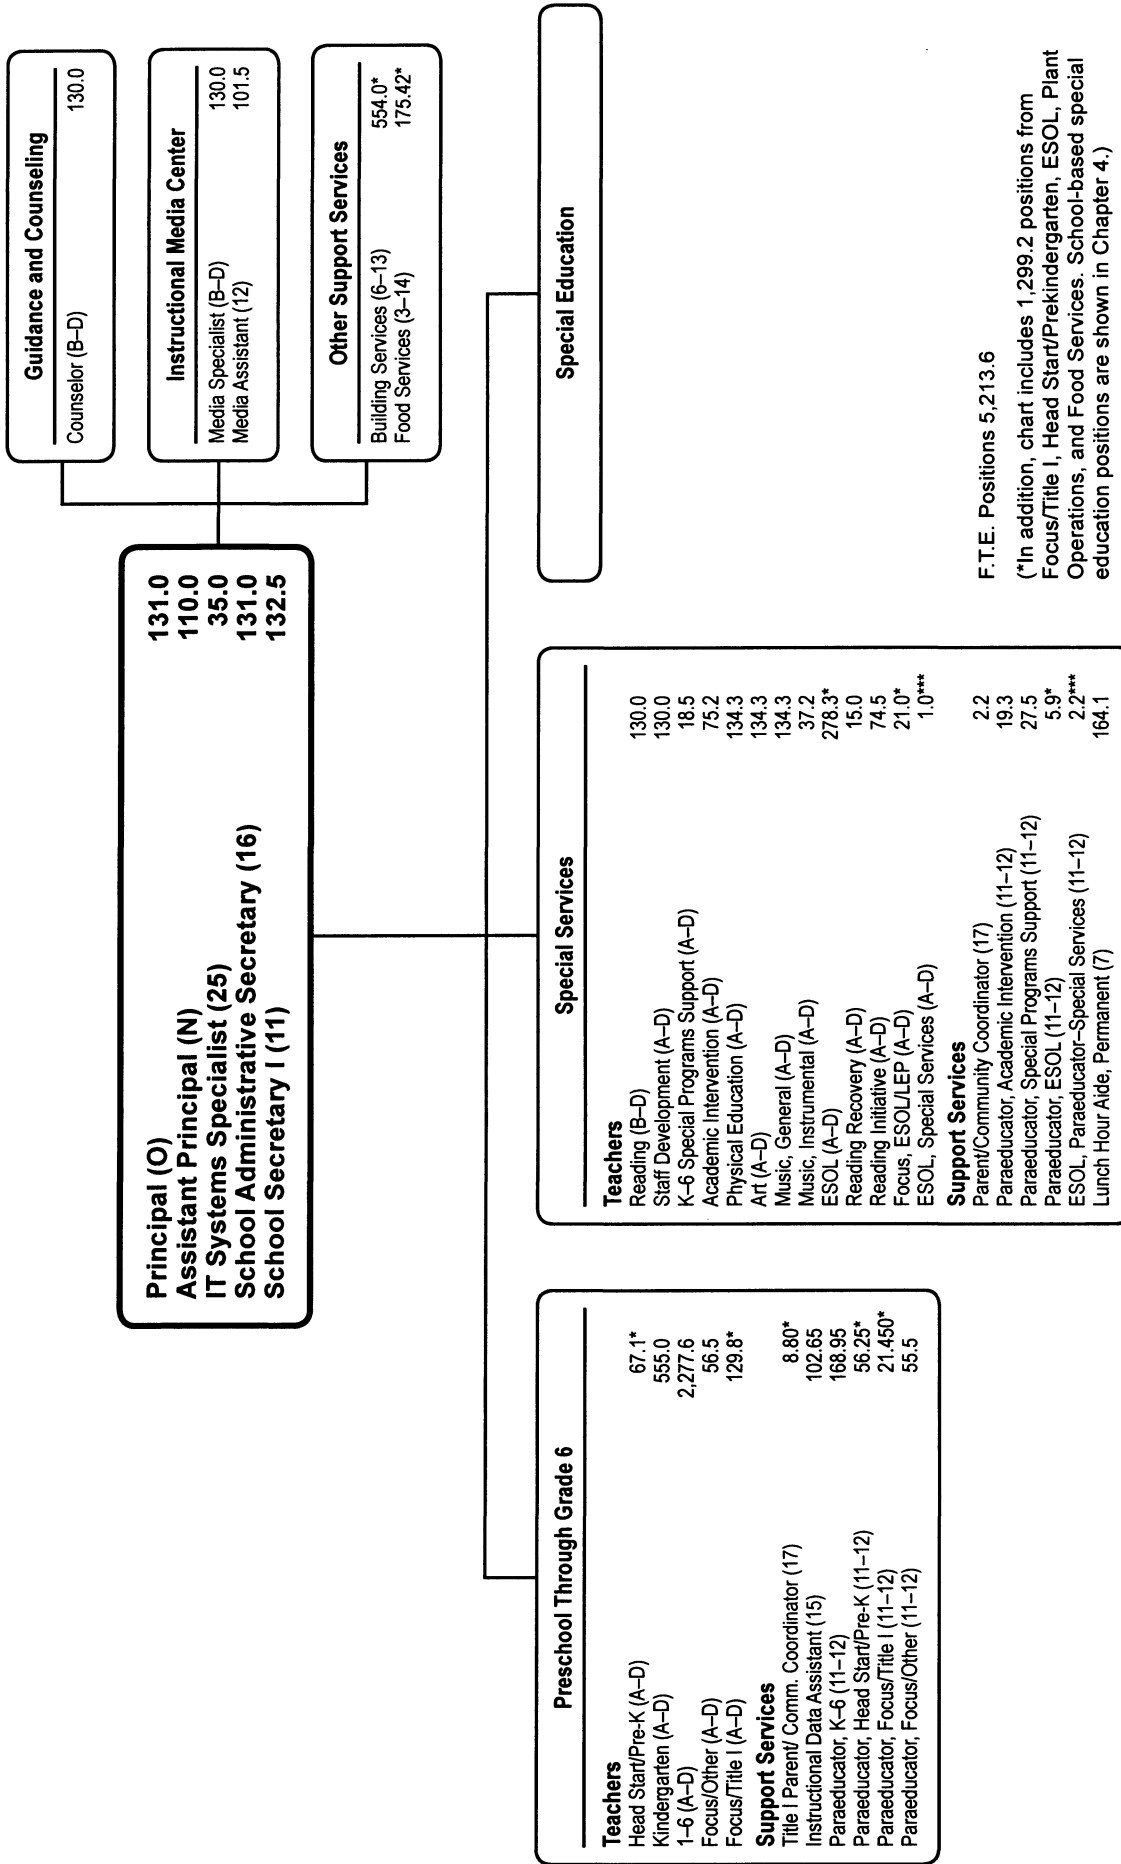 Principal (O) 131.0
Assistant Principal (N) 110.0
IT Systems Specialist (25) 35.0
School Administrative Secretary (16) 131.0
School Secretary I (11) 132.5
Guidance and Counseling
Counselor (B–D) 130.0
Instructional Media Center
Media Specialist (B–D) 130.0
Media Assistant (12) 101.5
Other Support Services
Building Services (6–13) 554.0*
Food Services (3–14) 175.42*
Preschool Through Grade 6
Teachers
Head Start/Pre-K (A–D) 67.1*
Kindergarten (A–D) 555.0
1–6 (A–D) 2,277.6
Focus/Other (A–D) 56.5
Focus/Title I (A–D) 129.8*
Support Services
Title I Parent/ Comm. Coordinator (17) 8.80*
Instructional Data Assistant (15) 102.65
Paraeducator, K–6 (11–12) 168.95
Paraeducator, Head Start/Pre-K (11–12) 56.25*
Paraeducator, Focus/Title I (11–12) 21.450*
Paraeducator, Focus/Other (11–12) 55.5
Special Services
Teachers
Reading (B–D) 130.0
Staff Development (A–D) 130.0
K–6 Special Programs Support (A–D) 18.5
Academic Intervention (A–D) 75.2
Physical Education (A–D) 134.3
Art (A–D) 134.3
Music, General (A–D) 134.3
Music, Instrumental (A–D) 37.2
ESOL (A–D) 278.3*
Reading Recovery (A–D) 15.0
Reading Initiative (A–D) 74.5
Focus, ESOL/LEP (A–D) 21.0*
ESOL, Special Services (A–D) 1.0***
Support Services
Parent/Community Coordinator (17) 2.2
Paraeducator, Academic Intervention (11–12) 19.3
Paraeducator, Special Programs Support (11–12) 27.5
Paraeducator, ESOL (11–12) 5.9*
ESOL, Paraeducator–Special Services (11–12) 2.2***
Lunch Hour Aide, Permanent (7) 164.1
Special Education
F.T.E. Positions 5,213.6
(*In addition, chart includes 1,299.2 positions from
Focus/Title I, Head Start/Prekindergarten, ESOL, Plant
Operations, and Food Services. School-based special
education positions are shown in Chapter 4.)